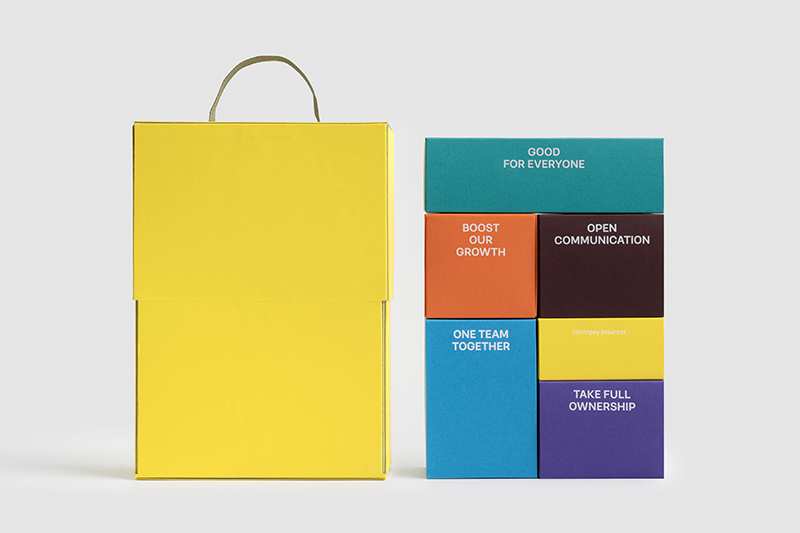 GOOD
FOR EVERYONE
BOOST
OUR
GROWTH
OPEN
COMMUNICATION
ONE TEAM
TOGETHER
TAKE FULL
OWNERSHIP